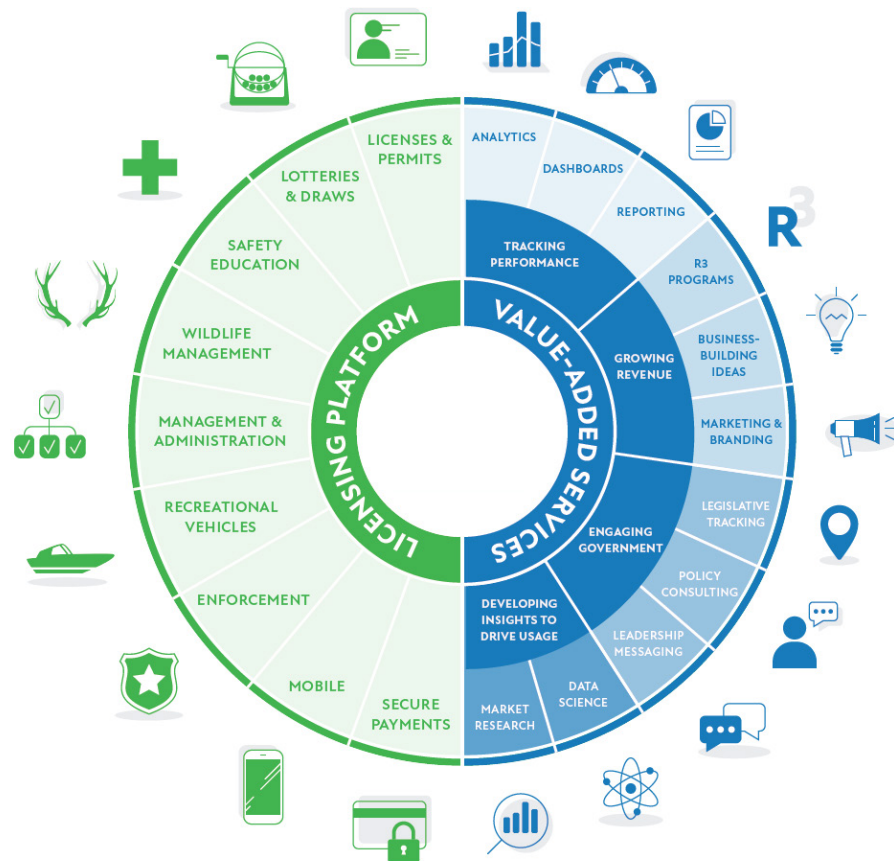 LICENSING PLATFORM
LICENSES &
PERMITS
LOTTERIES
& DRAWS
SAFETY
EDUCATION
WILDLIFE
MANAGEMENT
MANAGEMENT &
ADMINISTRATION
RECREATIONAL
VEHICLES
ENFORCEMENT
MOBILE
SECURE
PAYMENTS
VALUE-ADDED SERVICES
TRACKING
PERFORMANCE
ANALYTICS
DASHBOARDS
REPORTING
GROWING
REVENUE
R3
PROGRAMS
BUSINESS-
BUILDING
IDEAS
MARKETING &
BRANDING
ENGAGING
GOVERNMENT
LEGISLATIVE
TRACKING
POLICY
CONSULTING
LEADERSHIP
MESSAGING
DEVELOPING
INSIGHTS TO
DRIVE USAGE
DATA
SCIENCE
MARKET
RESEARCH
R3